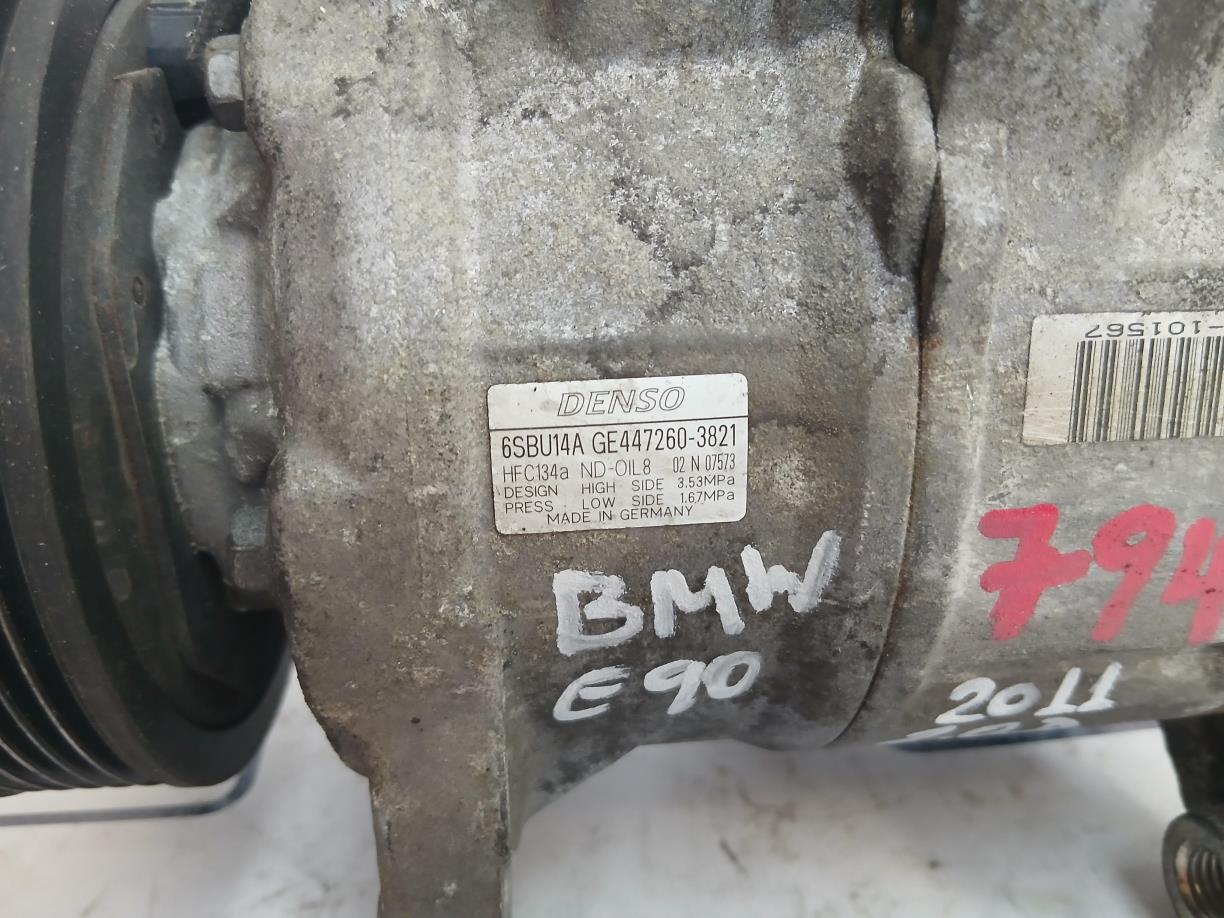 DENSO
6SBU14A GE447260-3821
HFC134a ND-OIL8 02 N 07573
DESIGN HIGH SIDE 3.53MPa
PRESS LOW SIDE 1.67MPa
MADE IN GERMANY
-101567
BMW
E90
794
2011